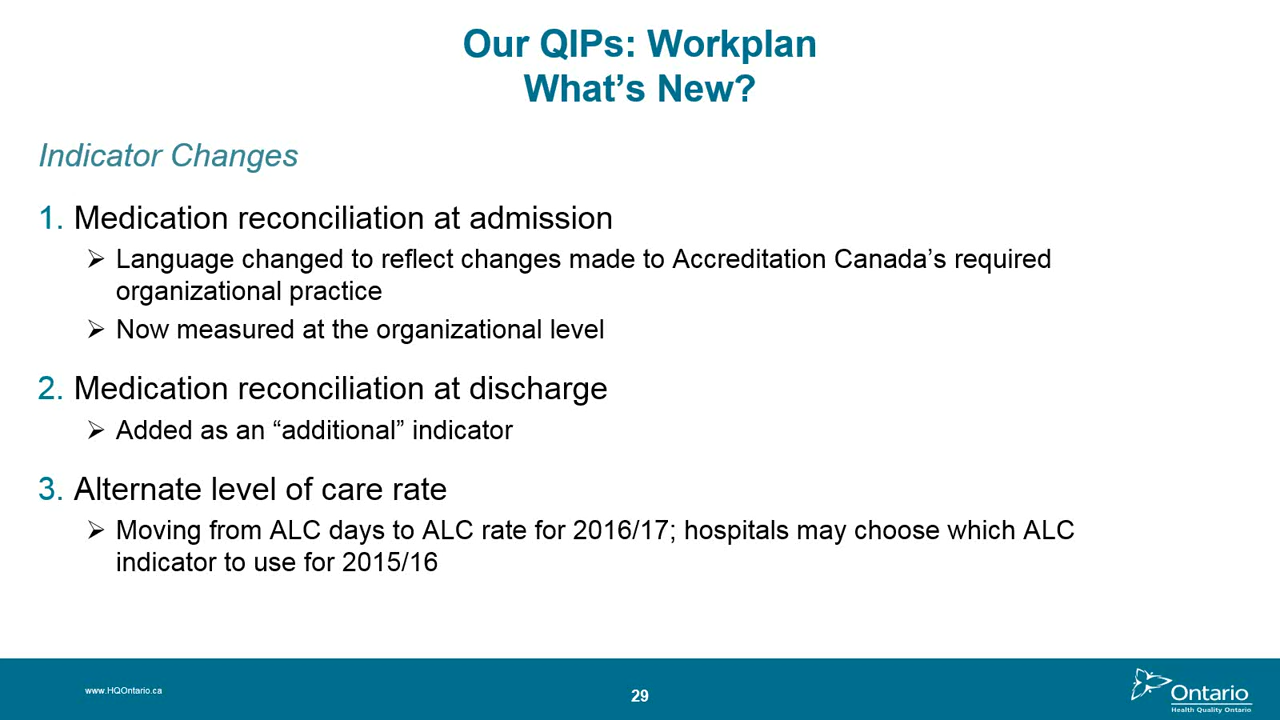 Our QIPs: Workplan
What’s New?
Indicator Changes
1. Medication reconciliation at admission
➢ Language changed to reflect changes made to Accreditation Canada’s required
organizational practice
➢ Now measured at the organizational level
2. Medication reconciliation at discharge
➢ Added as an “additional” indicator
3. Alternate level of care rate
➢ Moving from ALC days to ALC rate for 2016/17; hospitals may choose which ALC
indicator to use for 2015/16
www.HQOntario.ca
29
Ontario
Health Quality Ontario